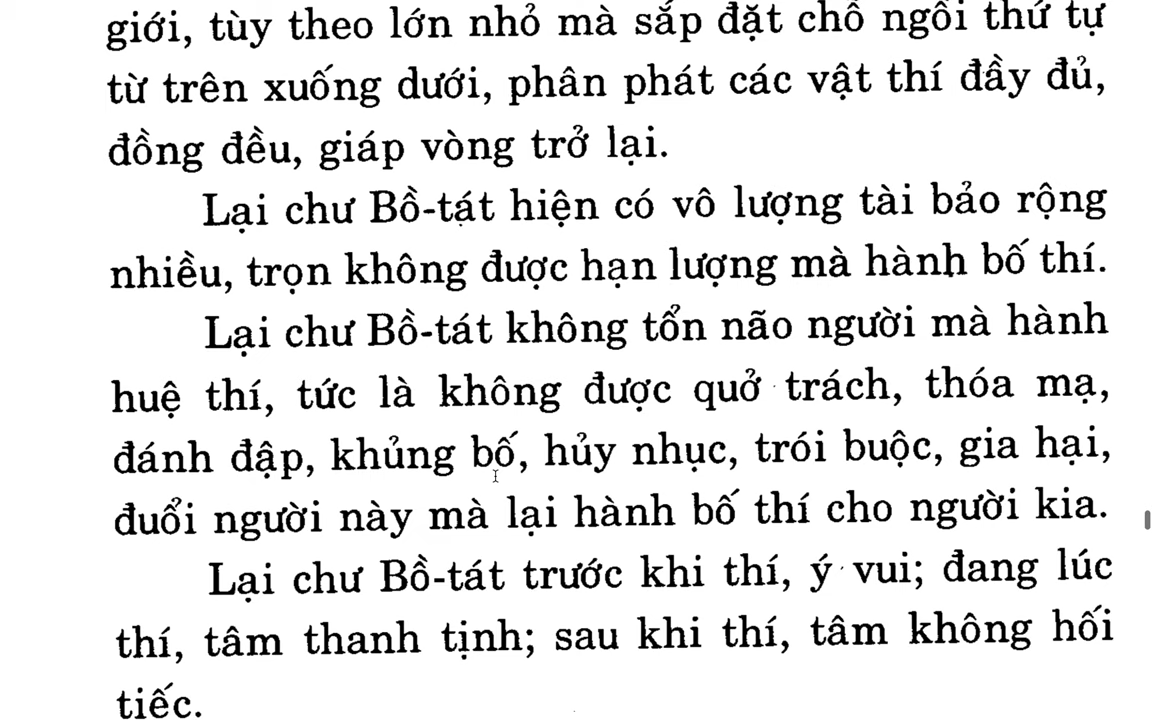 giới, tùy theo lớn nhỏ mà sắp đặt chỗ ngồi thứ tự
từ trên xuống dưới, phân phát các vật thí đầy đủ,
đồng đều, giáp vòng trở lại.
Lại chư Bồ-tát hiện có vô lượng tài bảo rộng
nhiều, trọn không được hạn lượng mà hành bố thí.
Lại chư Bồ-tát không tổn não người mà hành
huệ thí, tức là không được quở trách, thóa mạ,
đánh đập, khủng bố, hủy nhục, trói buộc, gia hại,
đuổi người này mà lại hành bố thí cho người kia.
Lại chư Bồ-tát trước khi thí, ý vui; đang lúc
thí, tâm thanh tịnh; sau khi thí, tâm không hối
tiếc.